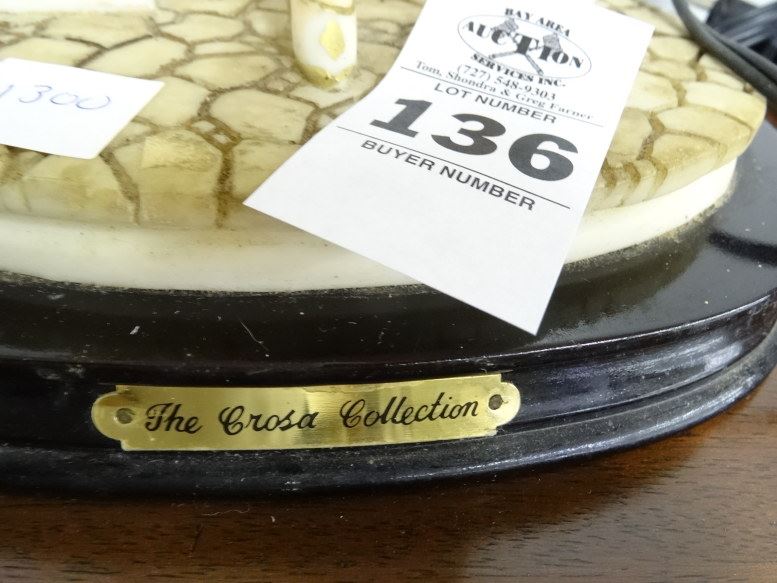 BAY AREA
AUCTION
SERVICES INC.
(727) 548-9303
Tom, Shondra & Greg Farner
LOT NUMBER
136
BUYER NUMBER
1300
The Crosa Collection